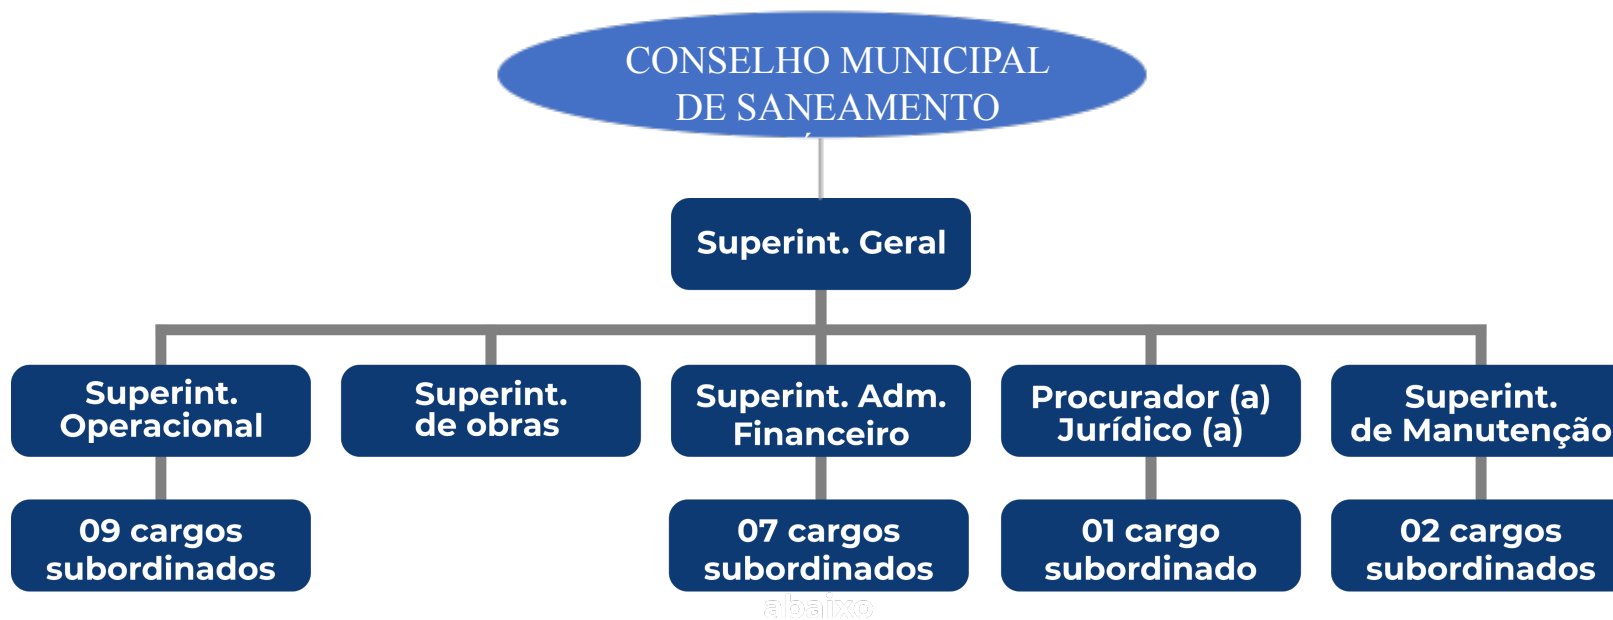 CONSELHO MUNICIPAL
DE SANEAMENTO
Superint. Geral
Superint.
Operacional
Superint.
de obras
Superint. Adm.
Financeiro
Procurador (a)
Jurídico (a)
Superint.
de Manutenção
09 cargos
subordinados
07 cargos
subordinados
abaixo
01 cargo
subordinado
02 cargos
subordinados